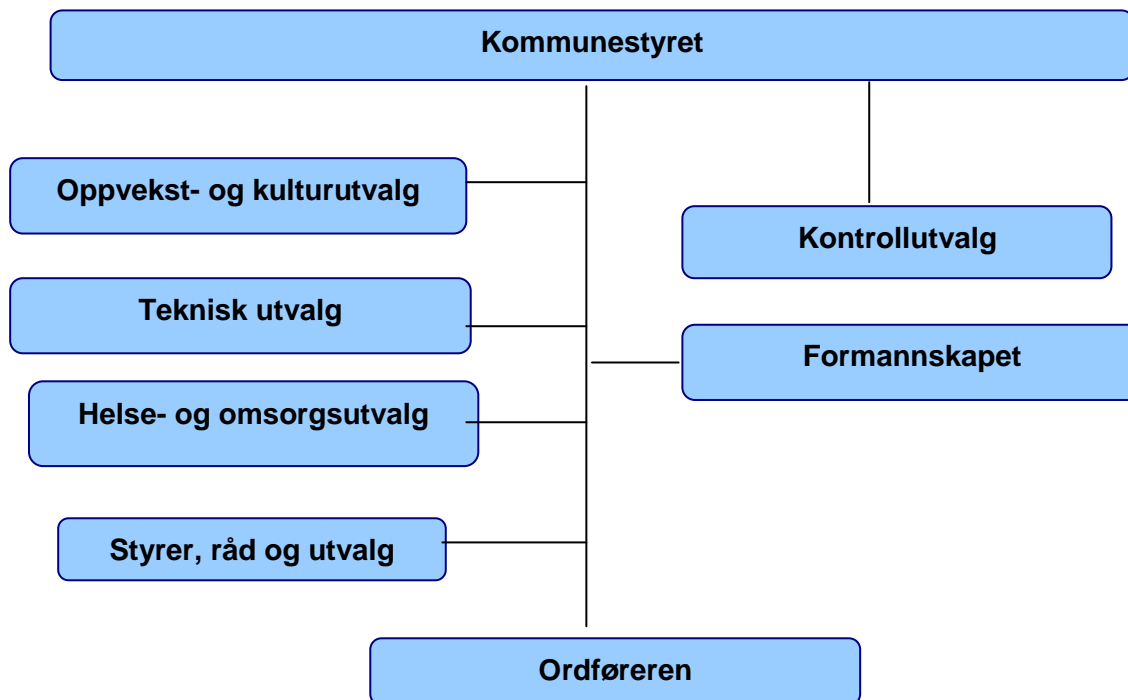 Kommunestyret
Oppvekst- og kulturutvalg
Kontrollutvalg
Teknisk utvalg
Formannskapet
Helse- og omsorgsutvalg
Styrer, råd og utvalg
Ordføreren